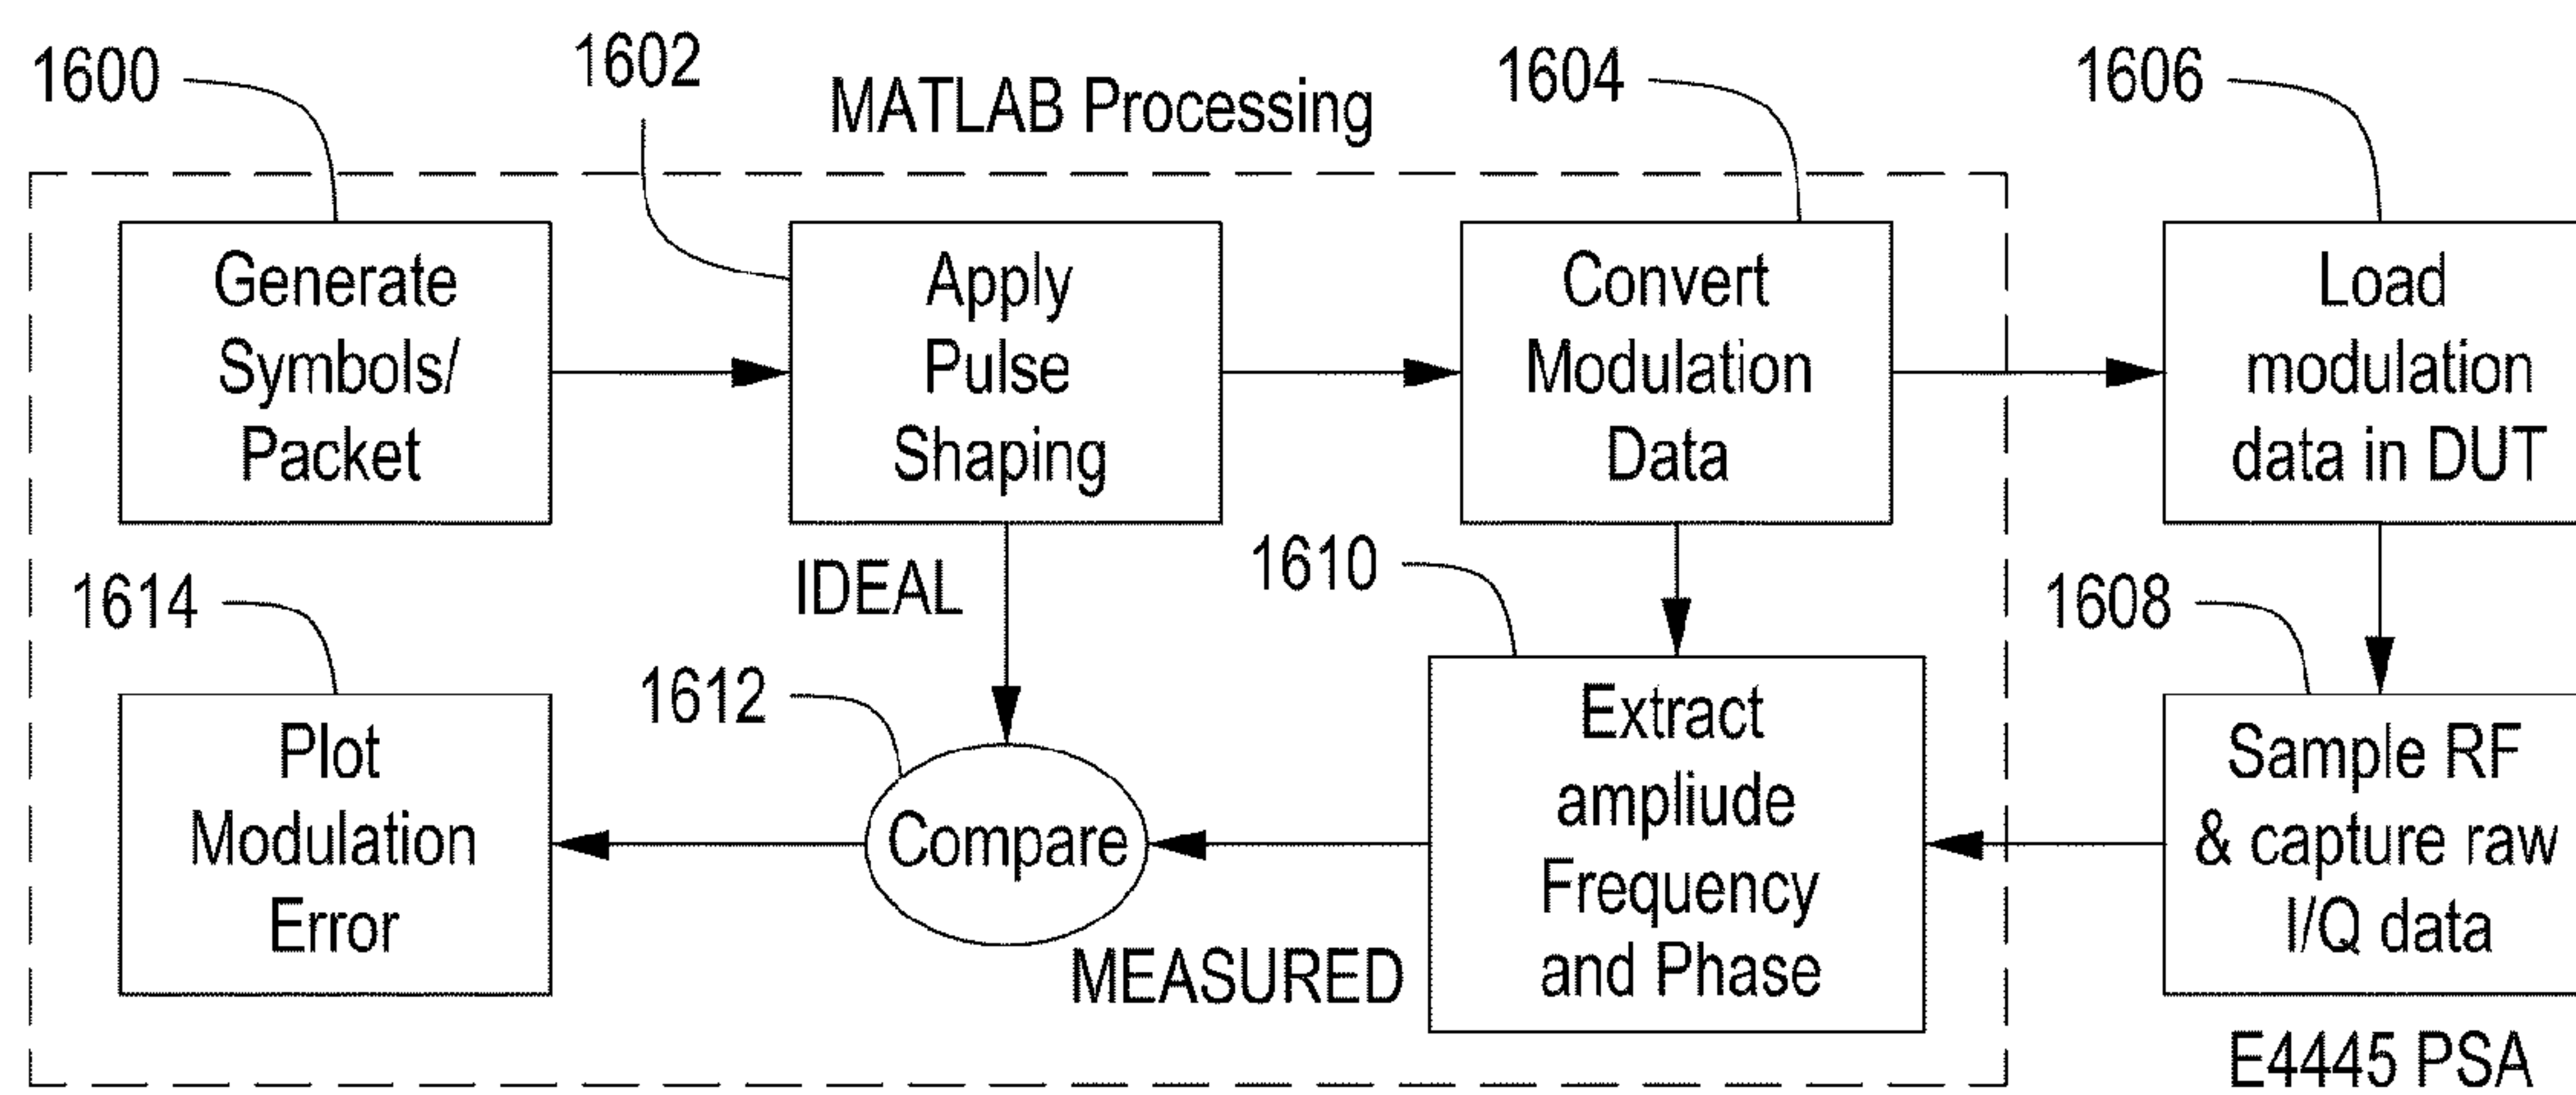 1600
1602
MATLAB Processing
1604
1606
Generate
Symbols/
Packet
Apply
Pulse
Shaping
Convert
Modulation
Data
Load
modulation
data in DUT
IDEAL
1610
1614
1608
1612
Plot
Modulation
Error
Compare
MEASURED
Extract
ampliude
Frequency
and Phase
Sample RF
& capture raw
I/Q data
E4445 PSA